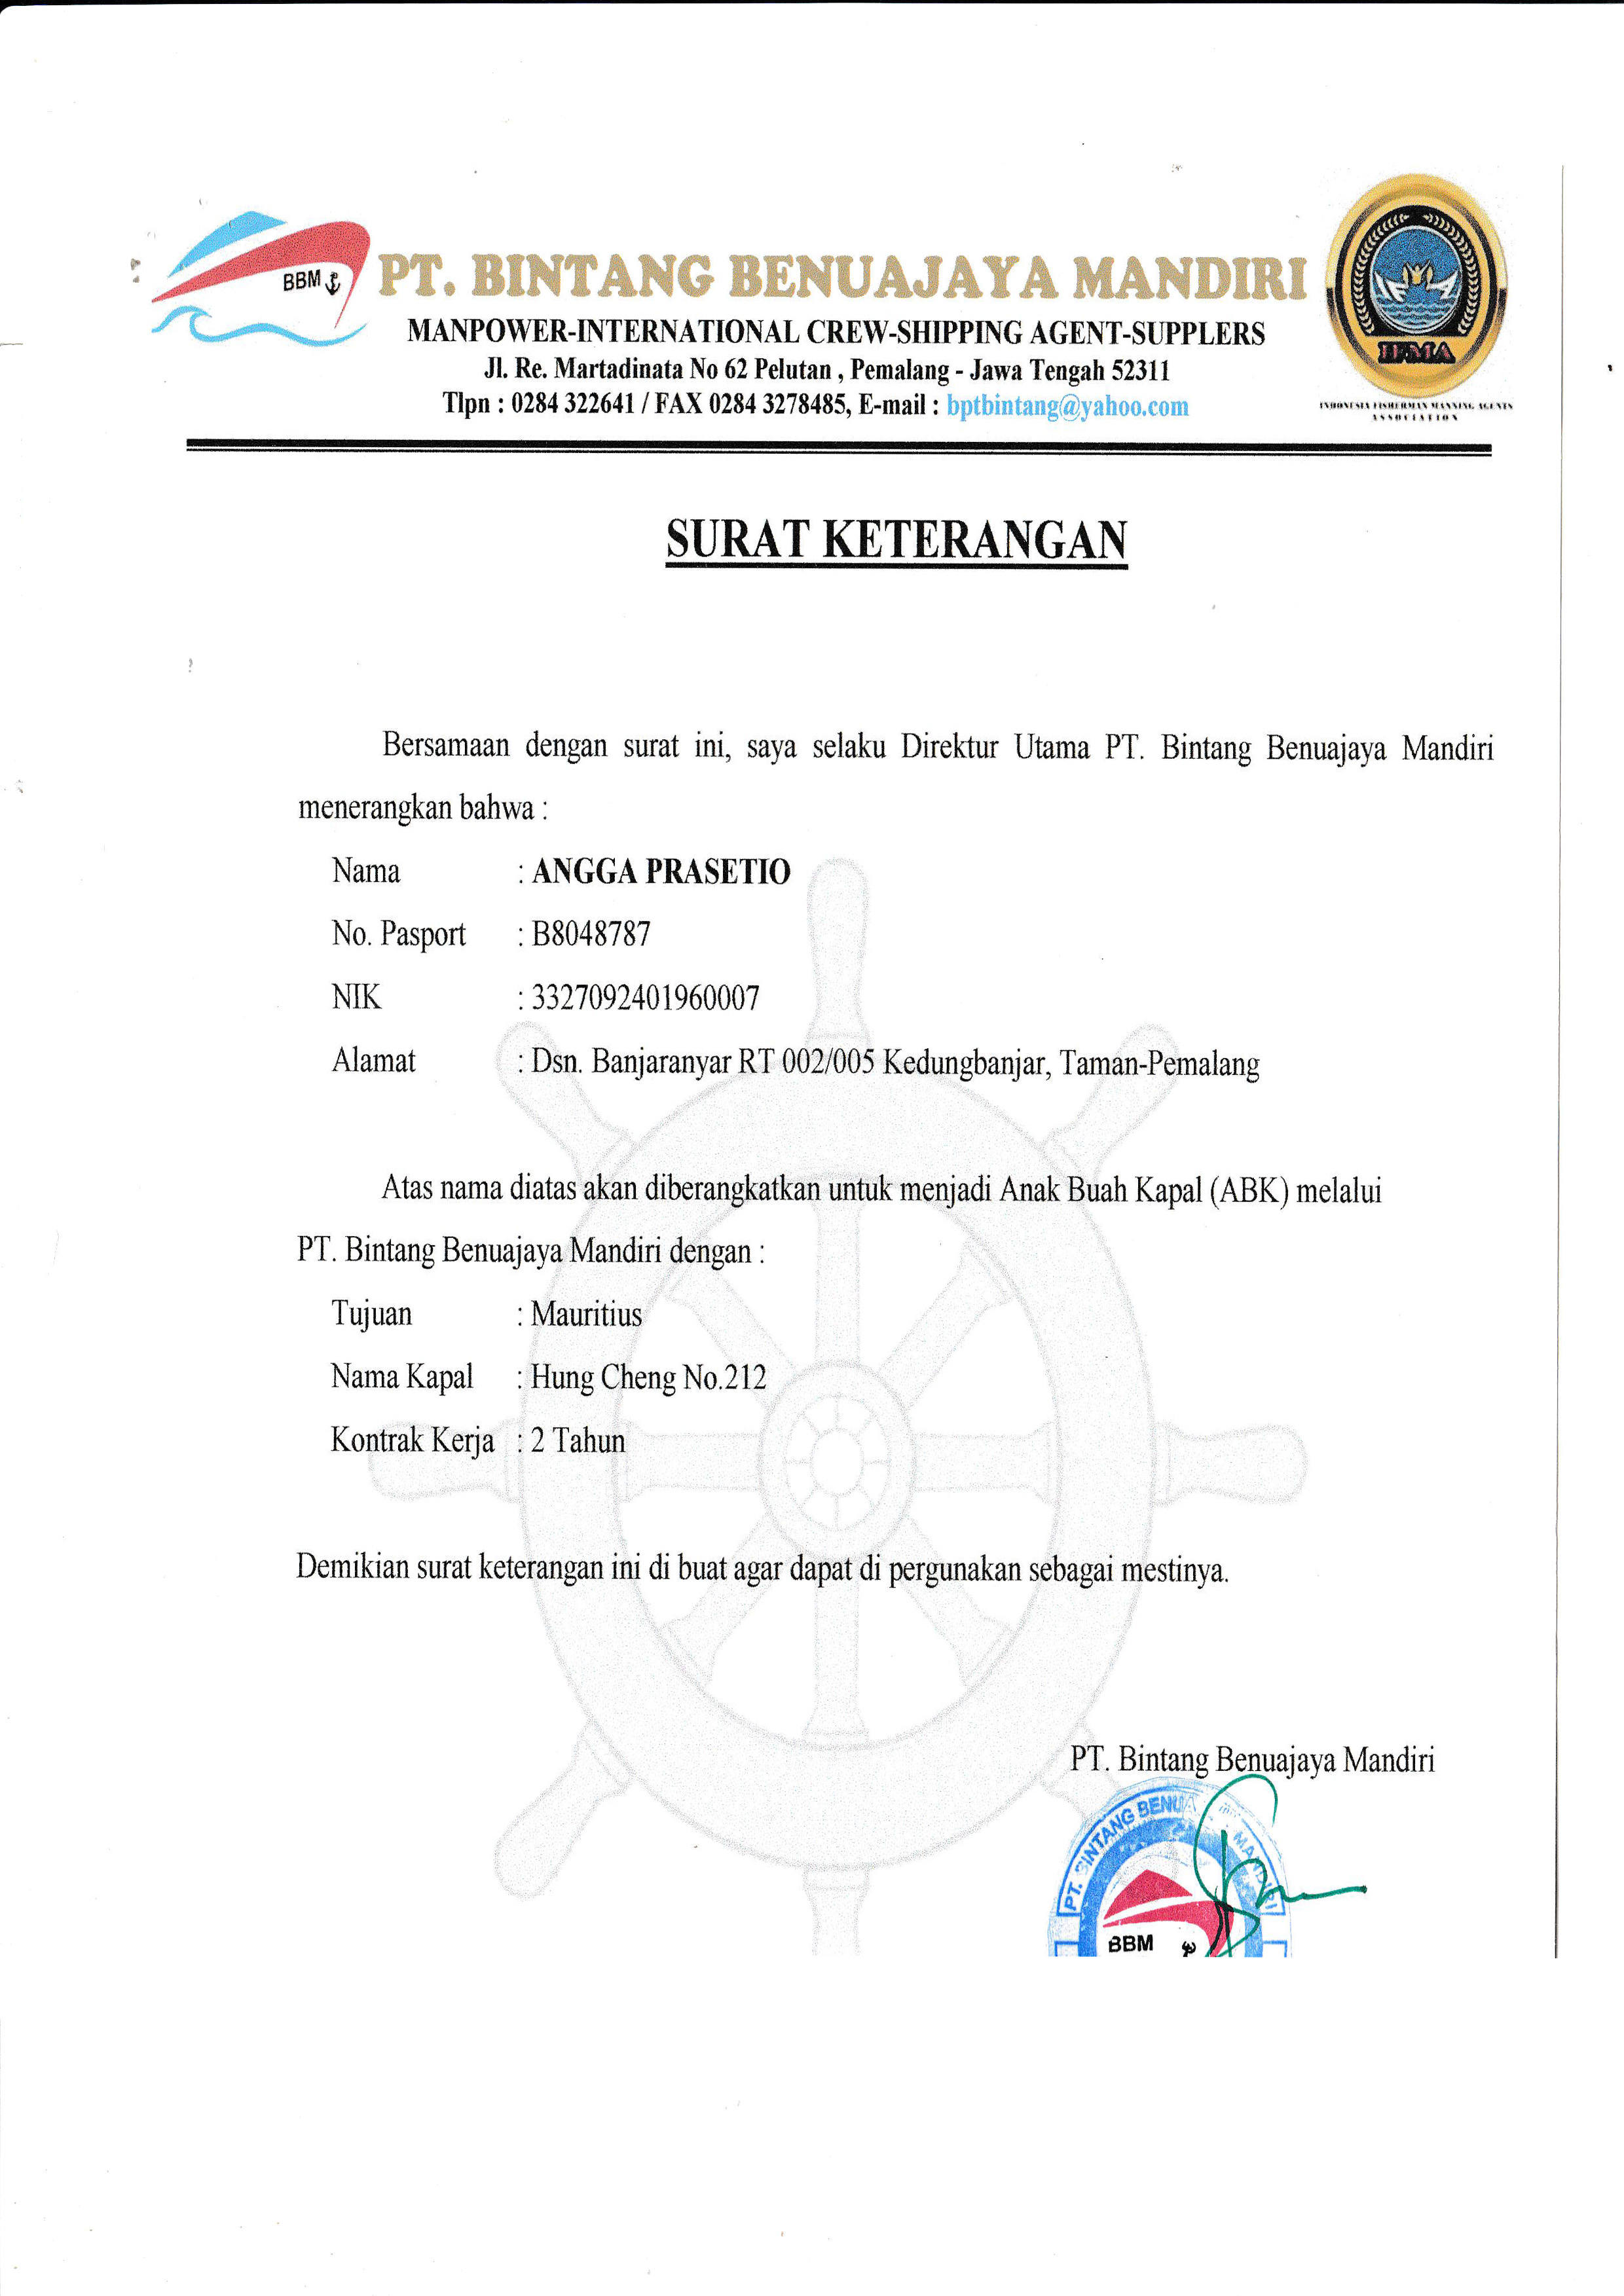 BBM
PT. BINTANG BENUAJAYA MANDIRI
MANPOWER-INTERNATIONAL CREW-SHIPPING AGENT-SUPPLERS
Jl. Re. Martadinata No 62 Pelutan , Pemalang - Jawa Tengah 52311
Tlpn : 0284 322641 / FAX 0284 3278485, E-mail : bptbintang@yahoo.com
IFMA
INDONESIA FISHERMAN MANNING AGENTS
ASSOCIATION
SURAT KETERANGAN
Bersamaan dengan surat ini, saya selaku Direktur Utama PT. Bintang Benuajaya Mandiri
menerangkan bahwa :
Nama : ANGGA PRASETIO
No. Pasport : B8048787
NIK : 3327092401960007
Alamat : Dsn. Banjaranyar RT 002/005 Kedungbanjar, Taman-Pemalang
Atas nama diatas akan diberangkatkan untuk menjadi Anak Buah Kapal (ABK) melalui
PT. Bintang Benuajaya Mandiri dengan :
Tujuan : Mauritius
Nama Kapal : Hung Cheng No.212
Kontrak Kerja : 2 Tahun
Demikian surat keterangan ini di buat agar dapat di pergunakan sebagai mestinya.
PT. Bintang Benuajaya Mandiri
PT. BINTANG BENUA MANDIRI
BBM